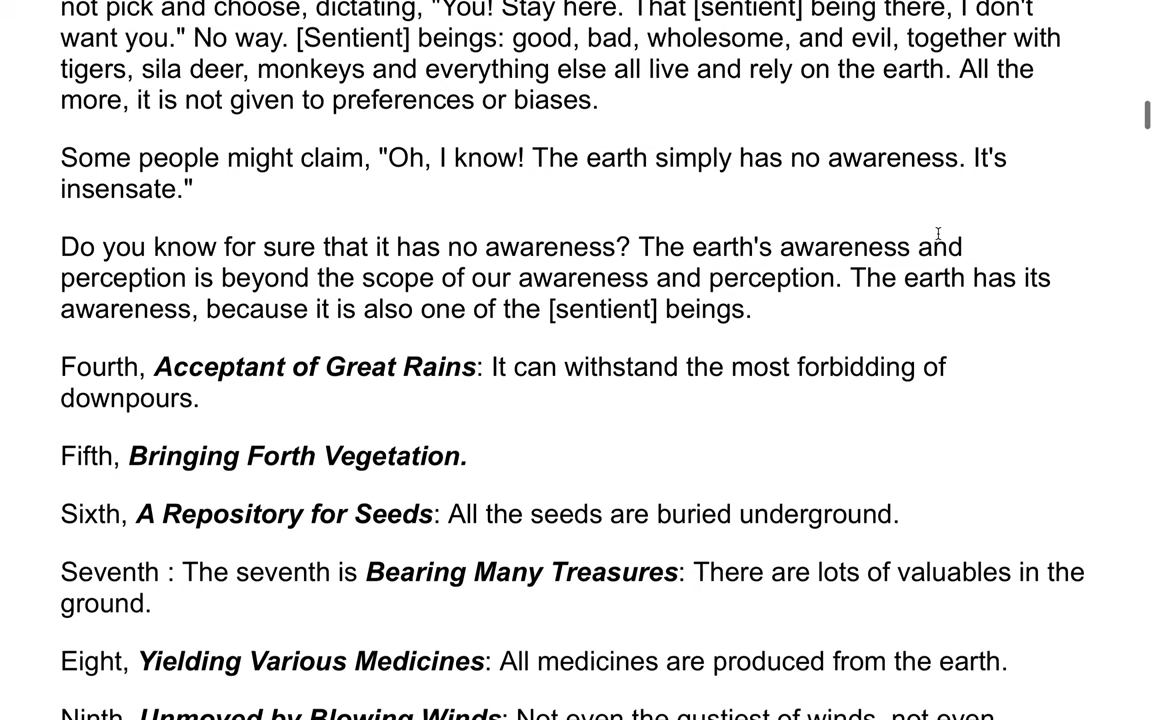 not pick and choose, dictating, "You! Stay here. That [sentient] being there, I don't
want you." No way. [Sentient] beings: good, bad, wholesome, and evil, together with
tigers, sila deer, monkeys and everything else all live and rely on the earth. All the
more, it is not given to preferences or biases.
Some people might claim, "Oh, I know! The earth simply has no awareness. It's
insensate."
Do you know for sure that it has no awareness? The earth's awareness and
perception is beyond the scope of our awareness and perception. The earth has its
awareness, because it is also one of the [sentient] beings.
Fourth, Acceptant of Great Rains: It can withstand the most forbidding of
downpours.
Fifth, Bringing Forth Vegetation.
Sixth, A Repository for Seeds: All the seeds are buried underground.
Seventh : The seventh is Bearing Many Treasures: There are lots of valuables in the
ground.
Eight, Yielding Various Medicines: All medicines are produced from the earth.
Ninth, Unmoved by Blowing Winds: Not even the gustiest of winds, not even